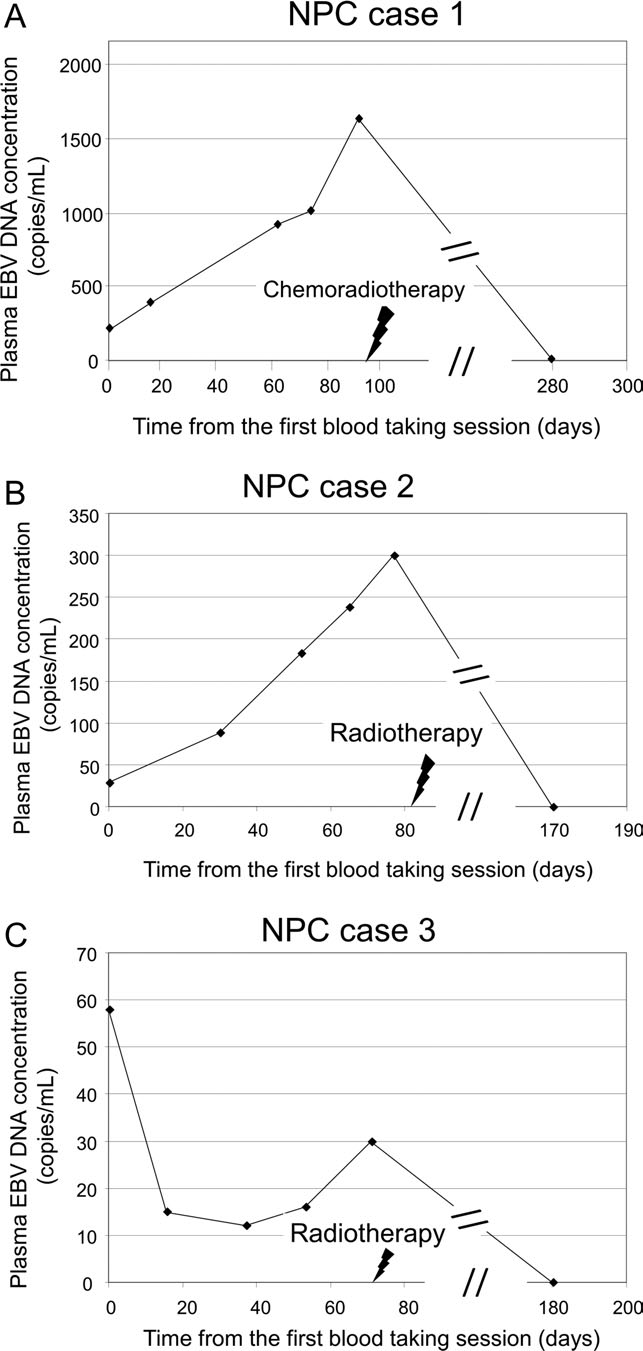 A
NPC case 1
Plasma EBV DNA concentration
(copies/mL)
2000
1500
1000
500
0
Chemoradiotherapy
0 20 40 60 80 100 280 300
Time from the first blood taking session (days)
B
NPC case 2
Plasma EBV DNA concentration
(copies/mL)
350
300
250
200
150
100
50
0
Radiotherapy
0 20 40 60 80 170 190
Time from the first blood taking session (days)
C
NPC case 3
Plasma EBV DNA concentration
(copies/mL)
70
60
50
40
30
20
10
0
Radiotherapy
0 20 40 60 80 180 200
Time from the first blood taking session (days)